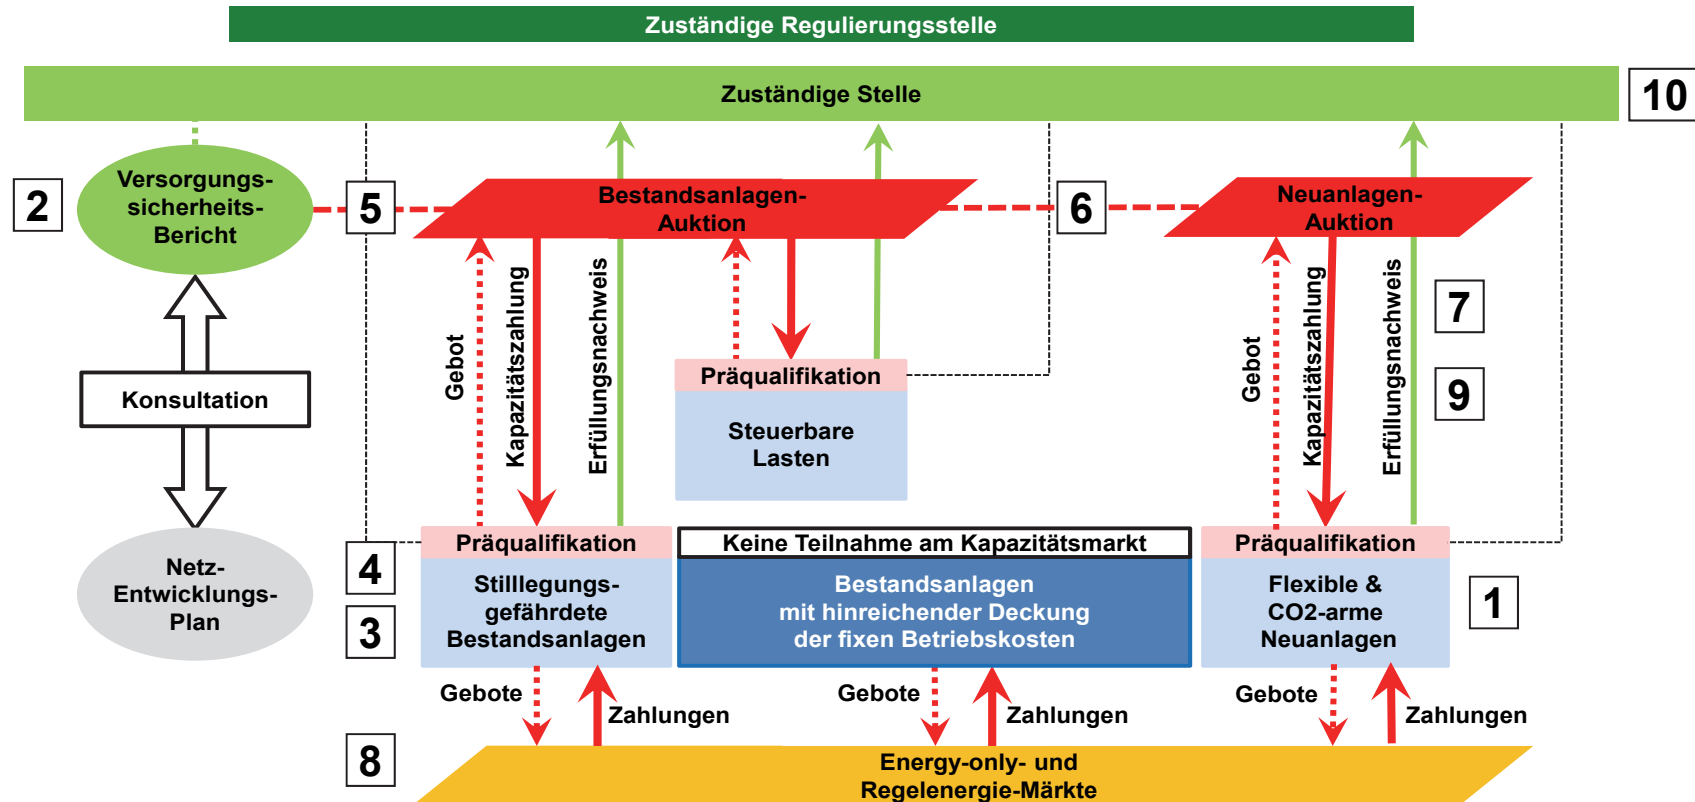 Zuständige Regulierungsstelle
Zuständige Stelle
10
2
Versorgungs-
sicherheits-
Bericht
5
Bestandsanlagen-
Auktion
6
Neuanlagen-
Auktion
Gebot
Kapazitätszahlung
Erfüllungsnachweis
Gebot
Kapazitätszahlung
Erfüllungsnachweis
7
9
Konsultation
Präqualifikation
Steuerbare
Lasten
Netz-
Entwicklungs-
Plan
4
3
Präqualifikation
Stilllegungs-
gefährdete
Bestandsanlagen
Keine Teilnahme am Kapazitätsmarkt
Bestandsanlagen
mit hinreichender Deckung
der fixen Betriebskosten
Präqualifikation
Flexible &
CO2-arme
Neuanlagen
1
Gebote
Zahlungen
Gebote
Zahlungen
Gebote
Zahlungen
8
Energy-only- und
Regelenergie-Märkte